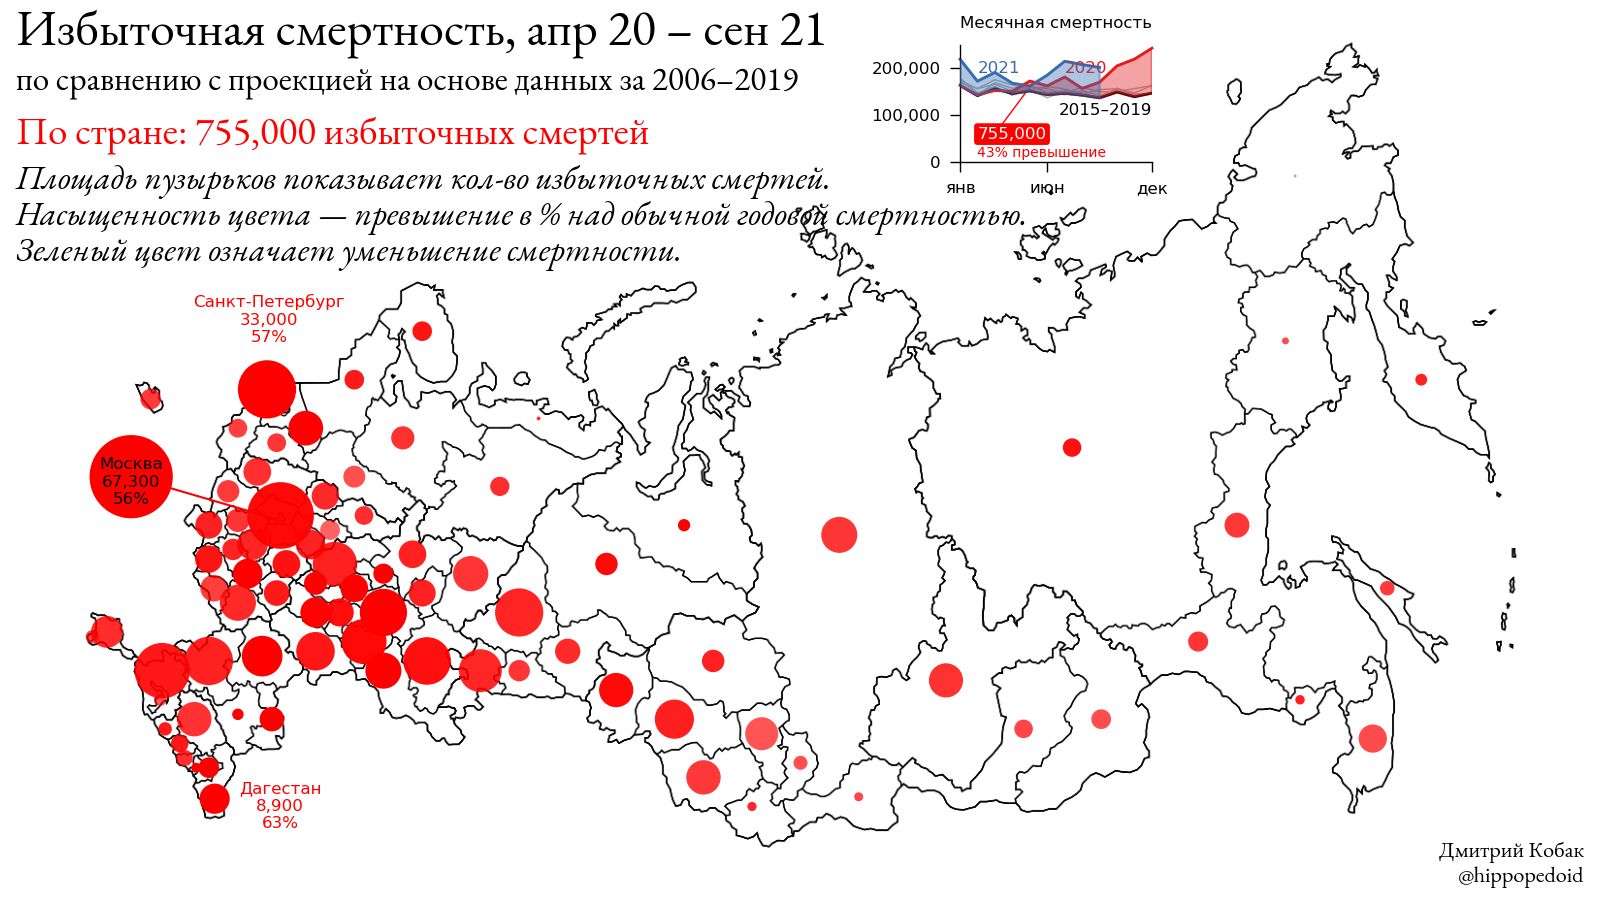 Избыточная смертность, апр 20 – сен 21
по сравнению с проекцией на основе данных за 2006–2019
По стране: 755,000 избыточных смертей
Площадь пузырьков показывает кол-во избыточных смертей.
Насыщенность цвета — превышение в % над обычной годовой смертностью.
Зеленый цвет означает уменьшение смертности.
Месячная смертность
200,000
100,000
0
2021
2020
2015–2019
755,000
43% превышение
янв
июн
дек
Санкт-Петербург
33,000
57%
Москва
67,300
56%
Дагестан
8,900
63%
Дмитрий Кобак
@hippopedoid